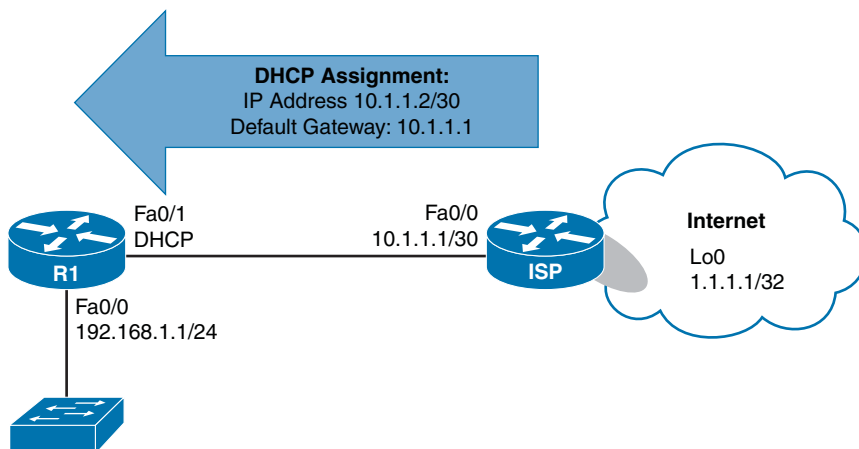 DHCP Assignment:
IP Address 10.1.1.2/30
Default Gateway: 10.1.1.1
Fa0/1
DHCP
Fa0/0
10.1.1.1/30
Internet
Lo0
1.1.1.1/32
R1
ISP
Fa0/0
192.168.1.1/24